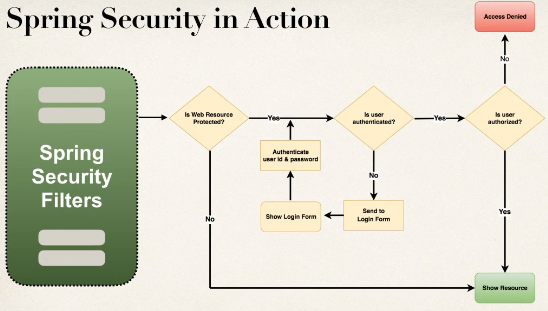 Spring Security in Action
Access Denied
No
Spring
Security
Filters
Is Web Resource
Protected?
Yes
Is user
authenticated?
Yes
Is user
authorized?
Authenticate
user id & password
No
Show Login Form
Send to
Login Form
No
Yes
Show Resource